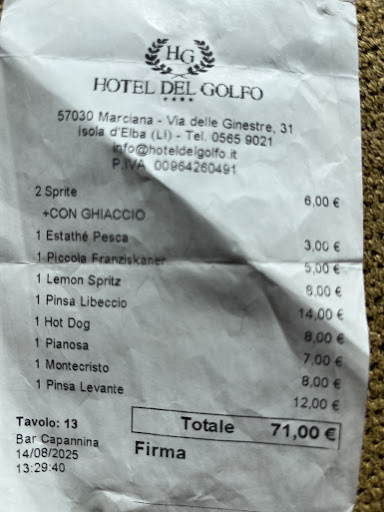 HG
HOTEL DEL GOLFO
****
57030 Marciana - Via delle Ginestre, 31
Isola d'Elba (LI) - Tel. 0565 9021
info@hoteldelgolfo.it
P.IVA 00964260491
2 Sprite 6,00 €
+CON GHIACCIO
1 Estathé Pesca 3,00 €
1 Piccola Franziskaner 5,00 €
1 Lemon Spritz 8,00 €
1 Pinsa Libeccio 14,00 €
1 Hot Dog 8,00 €
1 Pianosa 7,00 €
1 Montecristo 8,00 €
1 Pinsa Levante 12,00 €
Totale 71,00 €
Tavolo: 13
Bar Capannina
14/08/2025
13:29:40
Firma